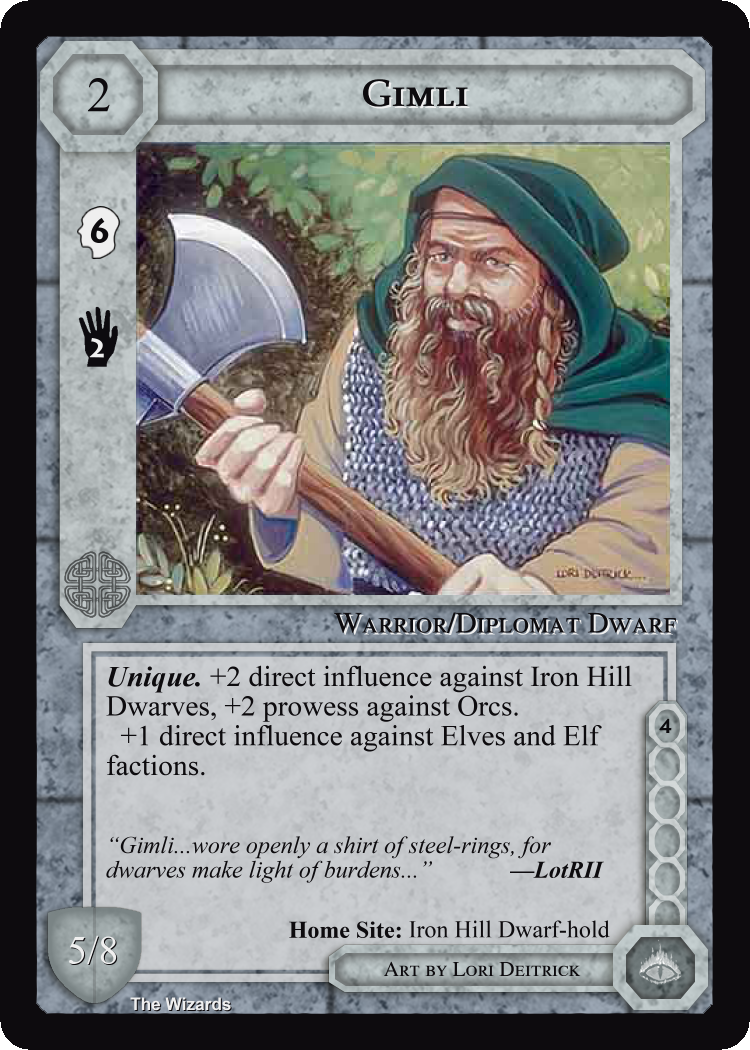 2
GIMLI
6
2
LORI DEITRICK...
WARRIOR/DIPLOMAT DWARF
Unique. +2 direct influence against Iron Hill
Dwarves, +2 prowess against Orcs.
+1 direct influence against Elves and Elf
factions.
4
“Gimli...wore openly a shirt of steel-rings, for
dwarves make light of burdens...” —LotRII
Home Site: Iron Hill Dwarf-hold
5/8
ART BY LORI DEITRICK
The Wizards